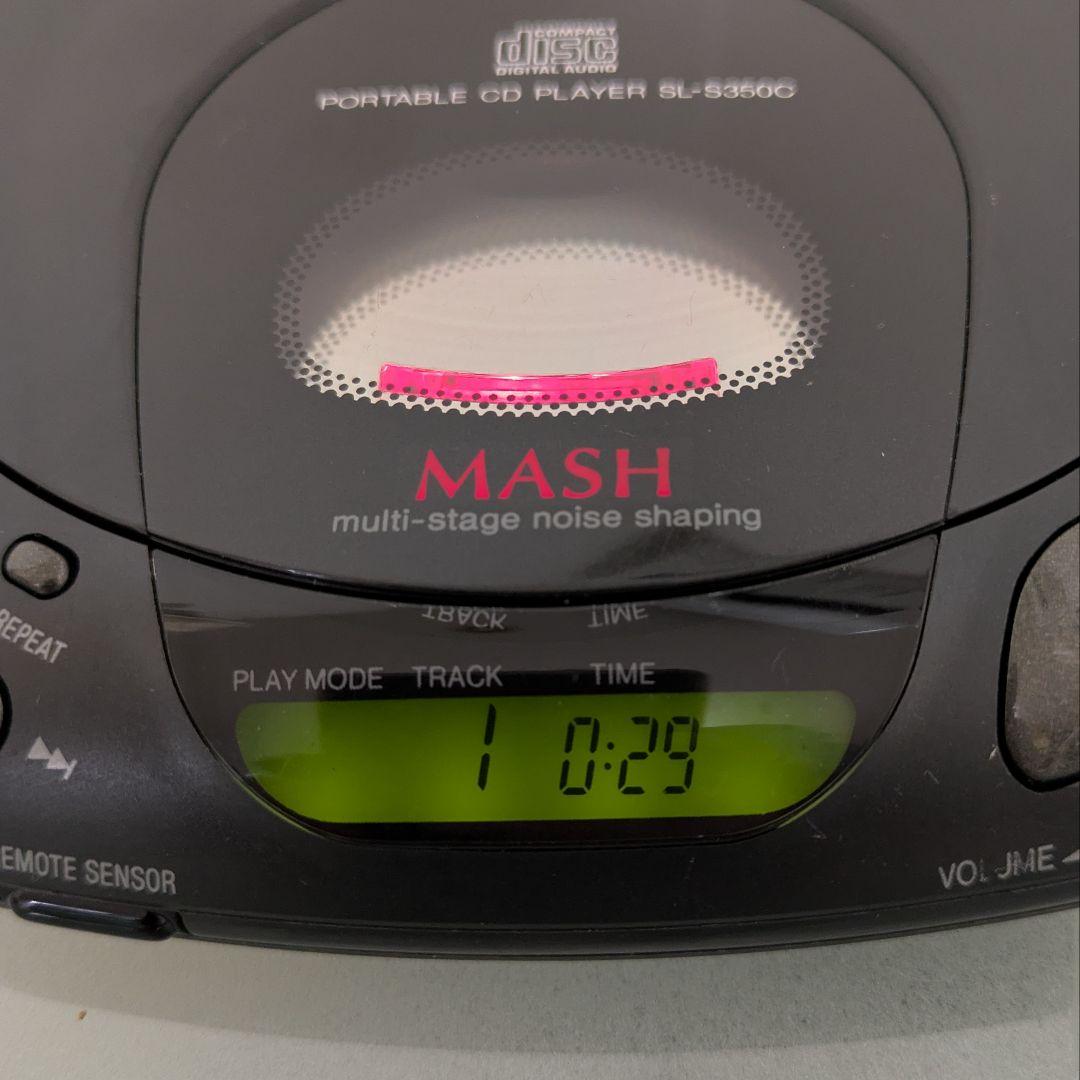 COMPACT
disc
DIGITAL AUDIO
PORTABLE CD PLAYER SL-S350C
MASH
multi-stage noise shaping
TRACK TIME
REPEAT
PLAY MODE TRACK TIME
1 0:29
EMOTE SENSOR
VOLUME